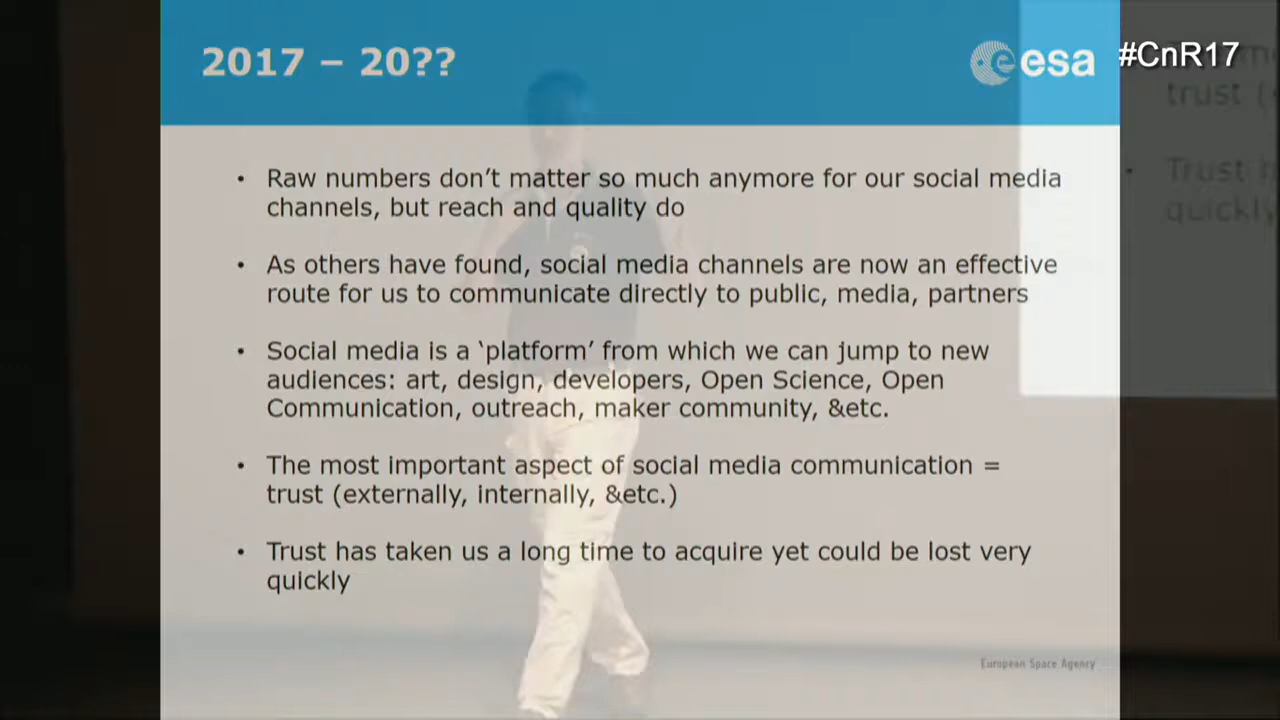 2017 – 20??
esa
#CnR17
• Raw numbers don't matter so much anymore for our social media
channels, but reach and quality do
• As others have found, social media channels are now an effective
route for us to communicate directly to public, media, partners
• Social media is a ‘platform’ from which we can jump to new
audiences: art, design, developers, Open Science, Open
Communication, outreach, maker community, &etc.
• The most important aspect of social media communication =
trust (externally, internally, &etc.)
• Trust has taken us a long time to acquire yet could be lost very
quickly
European Space Agency
trust (
• Trust
quickly